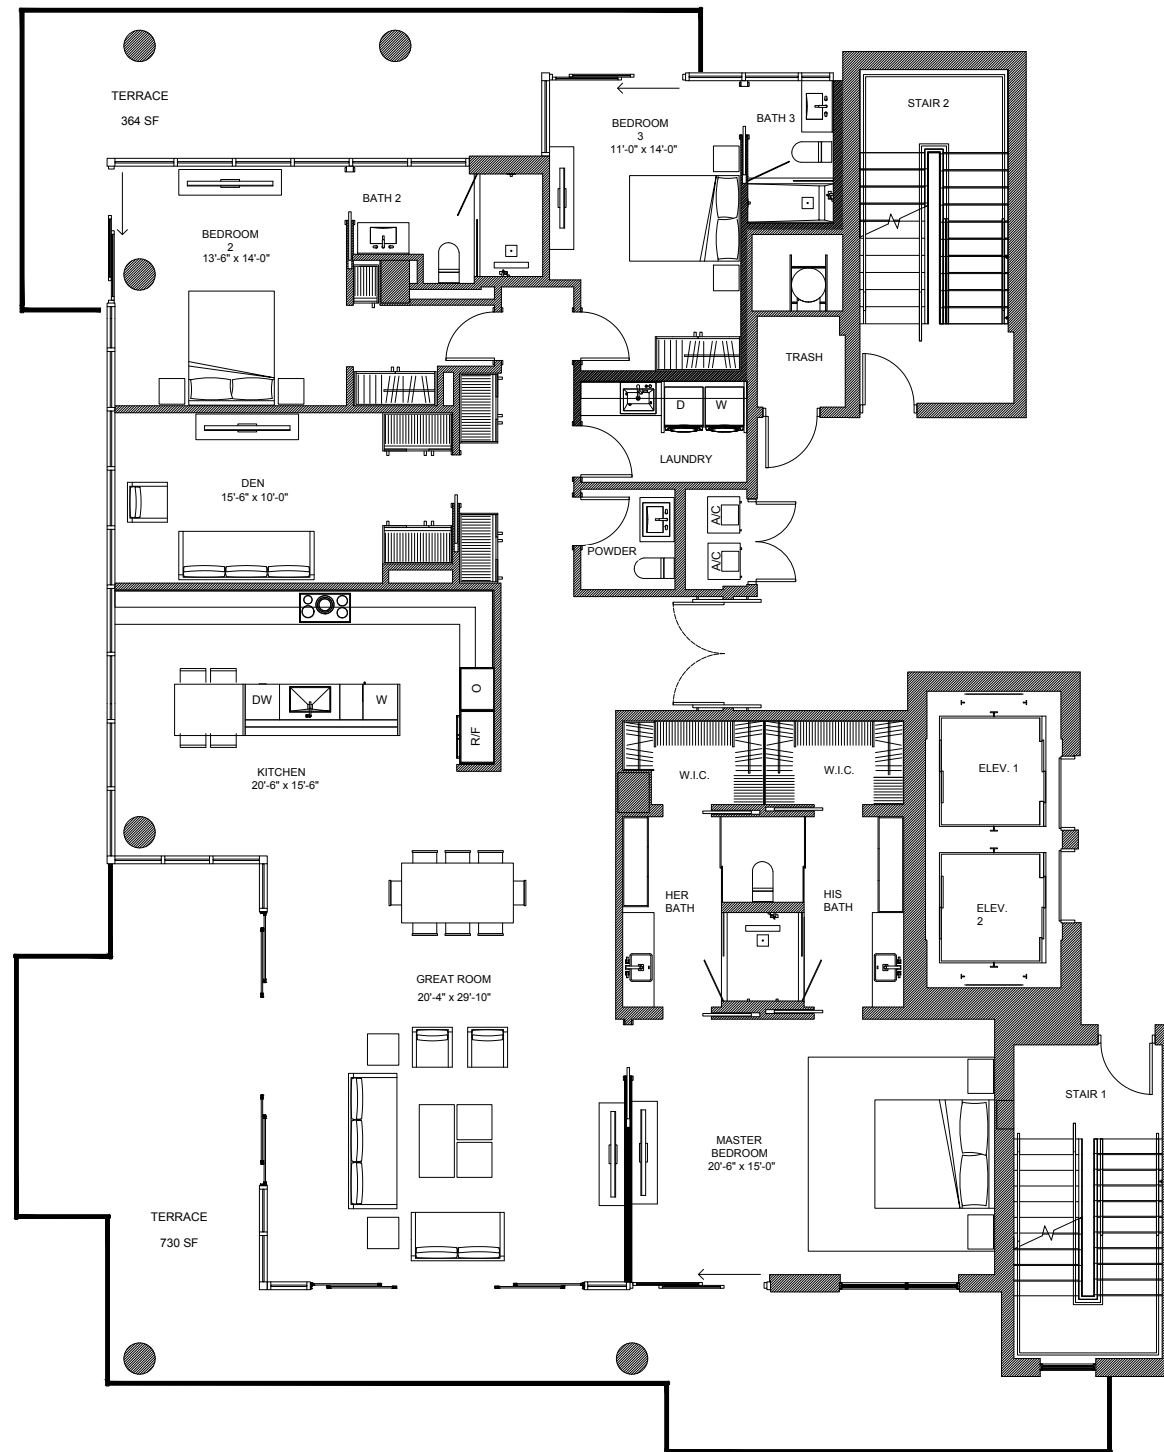 TERRACE
364 SF
BEDROOM
3
11'-0" x 14'-0"
BATH 3
STAIR 2
BATH 2
BEDROOM
2
13'-6" x 14'-0"
TRASH
D
W
LAUNDRY
DEN
15'-6" x 10'-0"
A/C
A/C
POWDER
DW
W
O
R/F
KITCHEN
20'-6" x 15'-6"
W.I.C.
W.I.C.
ELEV. 1
HER
BATH
HIS
BATH
ELEV.
2
GREAT ROOM
20'-4" x 29'-10"
STAIR 1
MASTER
BEDROOM
20'-6" x 15'-0"
TERRACE
730 SF